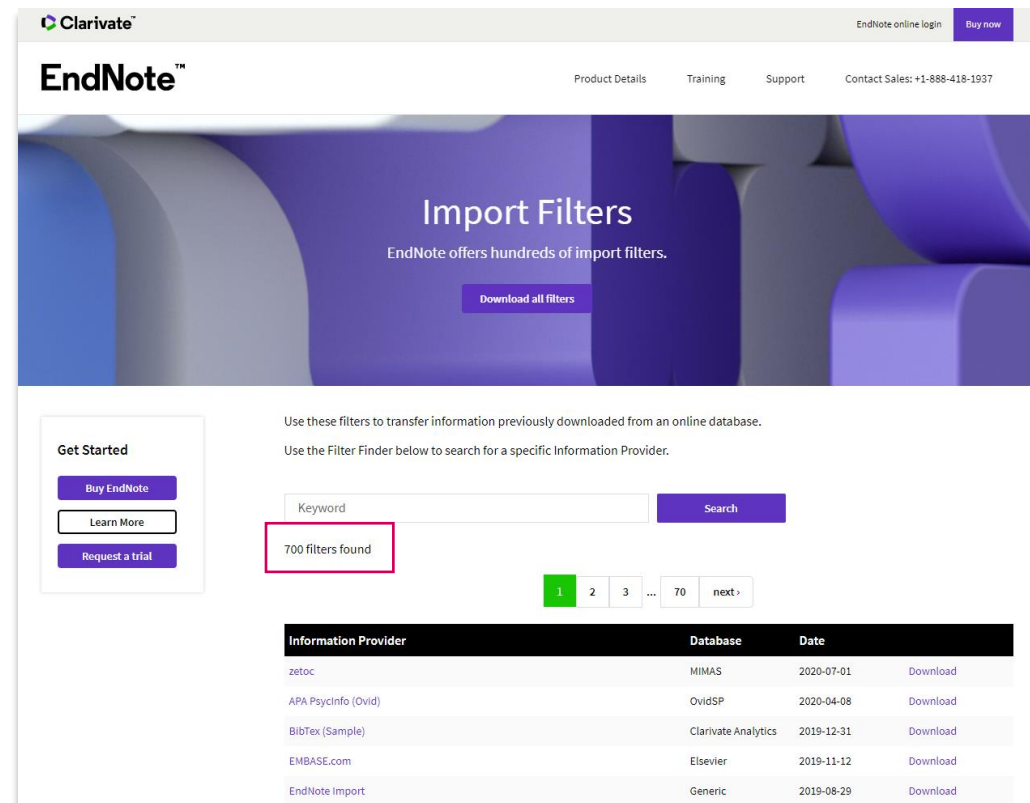 Clarivate™
EndNote online login
Buy now
EndNote™
Product Details Training Support Contact Sales: +1-888-418-1937
Import Filters
EndNote offers hundreds of import filters.
Download all filters
Get Started
Buy EndNote
Learn More
Request a trial
Use these filters to transfer information previously downloaded from an online database.
Use the Filter Finder below to search for a specific Information Provider.
Keyword Search
700 filters found
1 2 3 ... 70 next ›
Information Provider Database Date
zetoc MIMAS 2020-07-01 Download
APA PsycInfo (Ovid) OvidSP 2020-04-08 Download
BibTex (Sample) Clarivate Analytics 2019-12-31 Download
EMBASE.com Elsevier 2019-11-12 Download
EndNote Import Generic 2019-08-29 Download